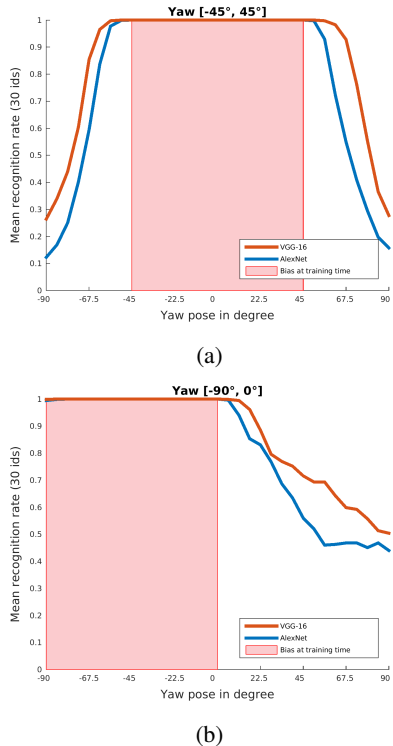 Yaw [-45°, 45°]
1
0.9
0.8
0.7
0.6
0.5
0.4
0.3
0.2
0.1
0
Mean recognition rate (30 ids)
VGG-16
AlexNet
Bias at training time
-90 -67.5 -45 -22.5 0 22.5 45 67.5 90
Yaw pose in degree
(a)
Yaw [-90°, 0°]
1
0.9
0.8
0.7
0.6
0.5
0.4
0.3
0.2
0.1
0
Mean recognition rate (30 ids)
VGG-16
AlexNet
Bias at training time
-90 -67.5 -45 -22.5 0 22.5 45 67.5 90
Yaw pose in degree
(b)